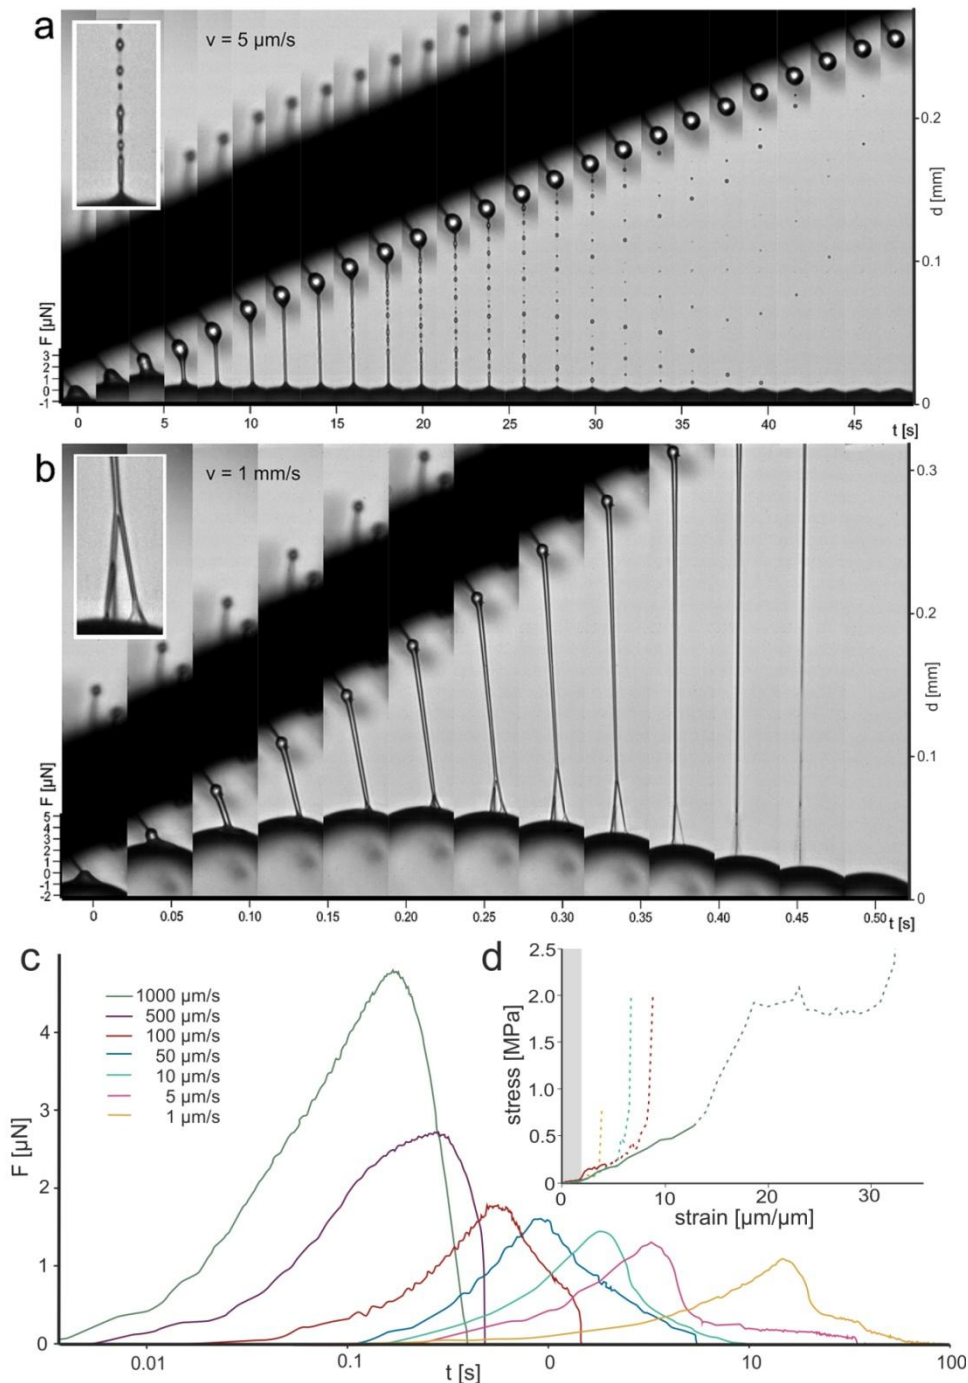 a
v = 5 µm/s
F [µN]
3
2
1
0
-1
0 5 10 15 20 25 30 35 40 45
t [s]
0.2
0.1
0
d [mm]
b
v = 1 mm/s
F [µN]
5
4
3
2
1
0
-1
-2
0 0.05 0.10 0.15 0.20 0.25 0.30 0.35 0.40 0.45 0.50 t [s]
0.3
0.2
0.1
0
d [mm]
c
F [µN]
4
3
2
1
0
1000 µm/s
500 µm/s
100 µm/s
50 µm/s
10 µm/s
5 µm/s
1 µm/s
0.01 0.1 0 10 100
t [s]
d
stress [MPa]
2.5
2.0
1.5
1.0
0.5
0
0 10 20 30
strain [µm/µm]